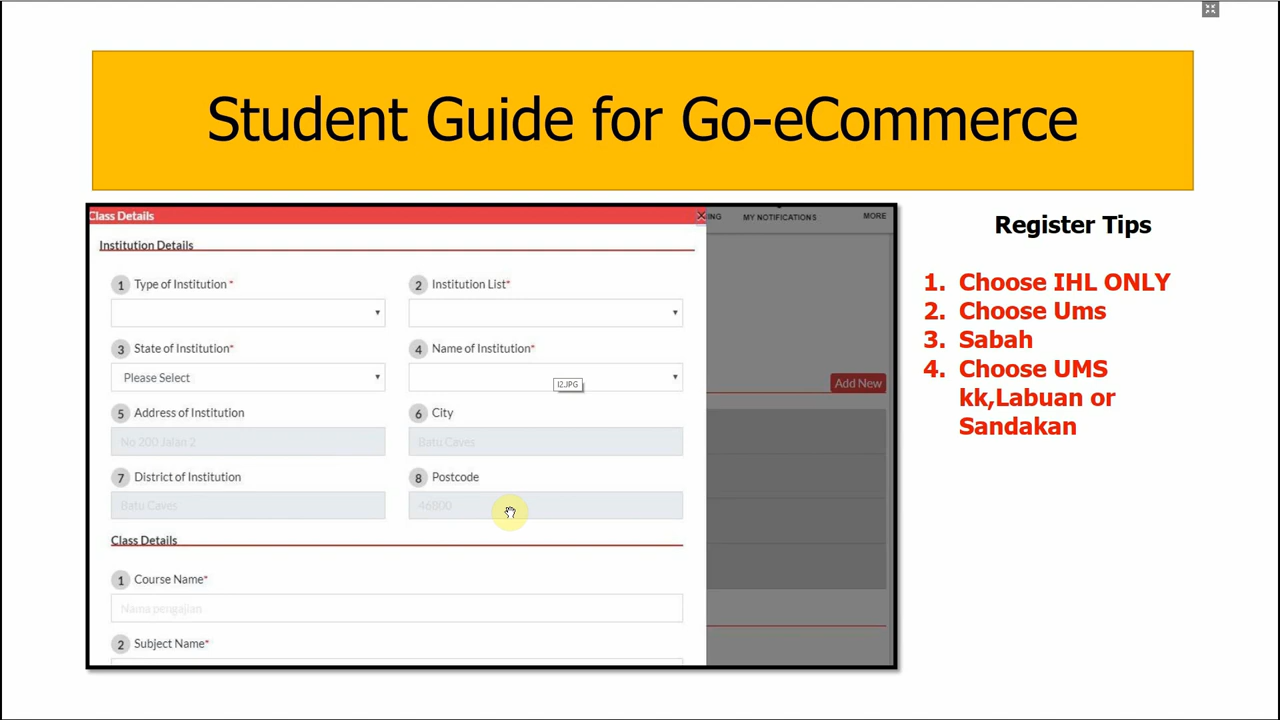 Student Guide for Go-eCommerce
Class Details
ING MY NOTIFICATIONS MORE
Institution Details
1 Type of Institution * 2 Institution List*
3 State of Institution* 4 Name of Institution*
Please Select
I2.JPG
Add New
5 Address of Institution 6 City
No 200 Jalan 2 Batu Caves
7 District of Institution 8 Postcode
Batu Caves 46800
Class Details
1 Course Name*
Nama pengajian
2 Subject Name*
Register Tips
1. Choose IHL ONLY
2. Choose Ums
3. Sabah
4. Choose UMS
kk,Labuan or
Sandakan